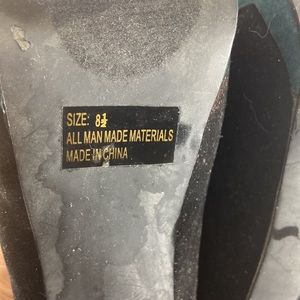 SIZE: 8½
ALL MAN MADE MATERIALS
MADE IN CHINA